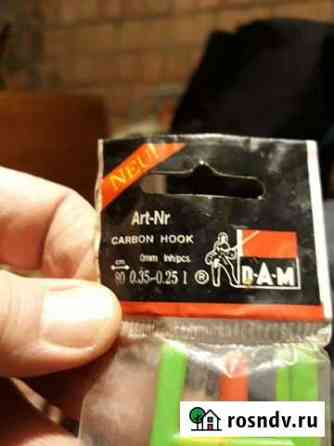 NEU!
Art-Nr
CARBON HOOK
cm Ømm Inh/pcs.
80 0.35-0.25 1 ®
D·A·M
rosndv.ru